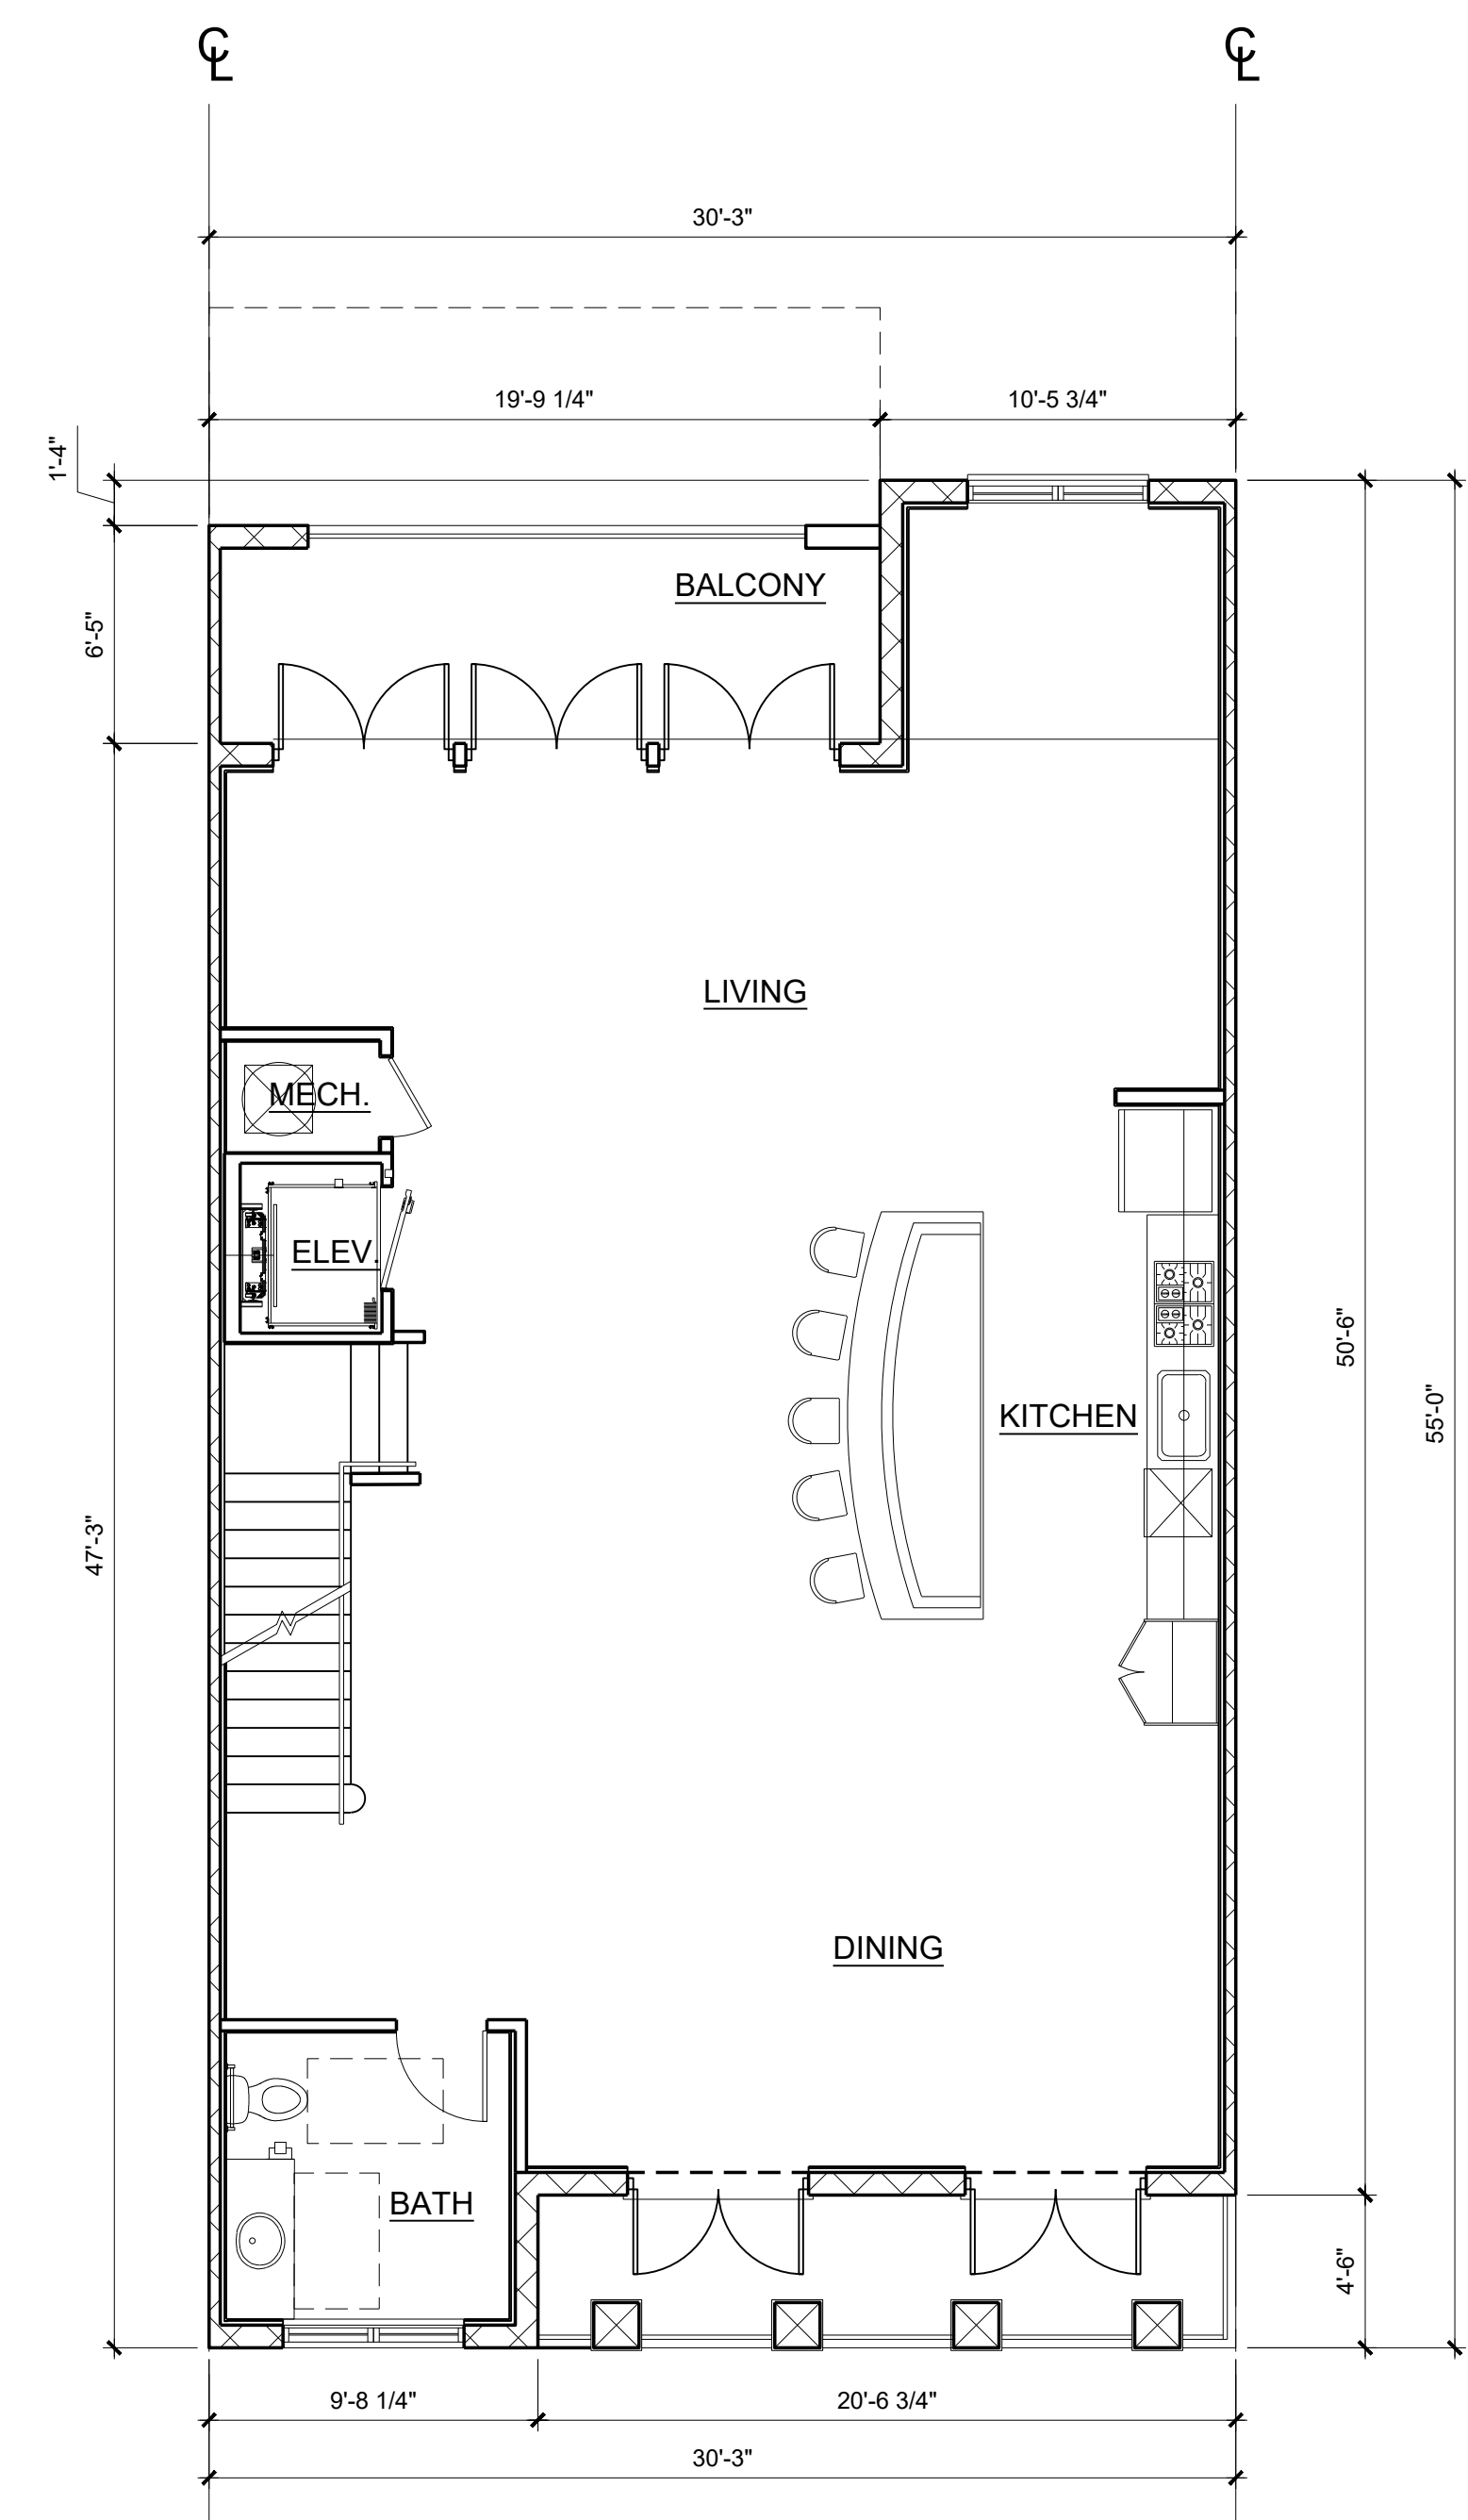 ℄ ℄
30'-3"
19'-9 1/4" 10'-5 3/4"
1'-4"
BALCONY
6'-5"
LIVING
MECH.
ELEV.
50'-6"
KITCHEN
55'-0"
47'-3"
DINING
BATH
4'-6"
9'-8 1/4" 20'-6 3/4"
30'-3"